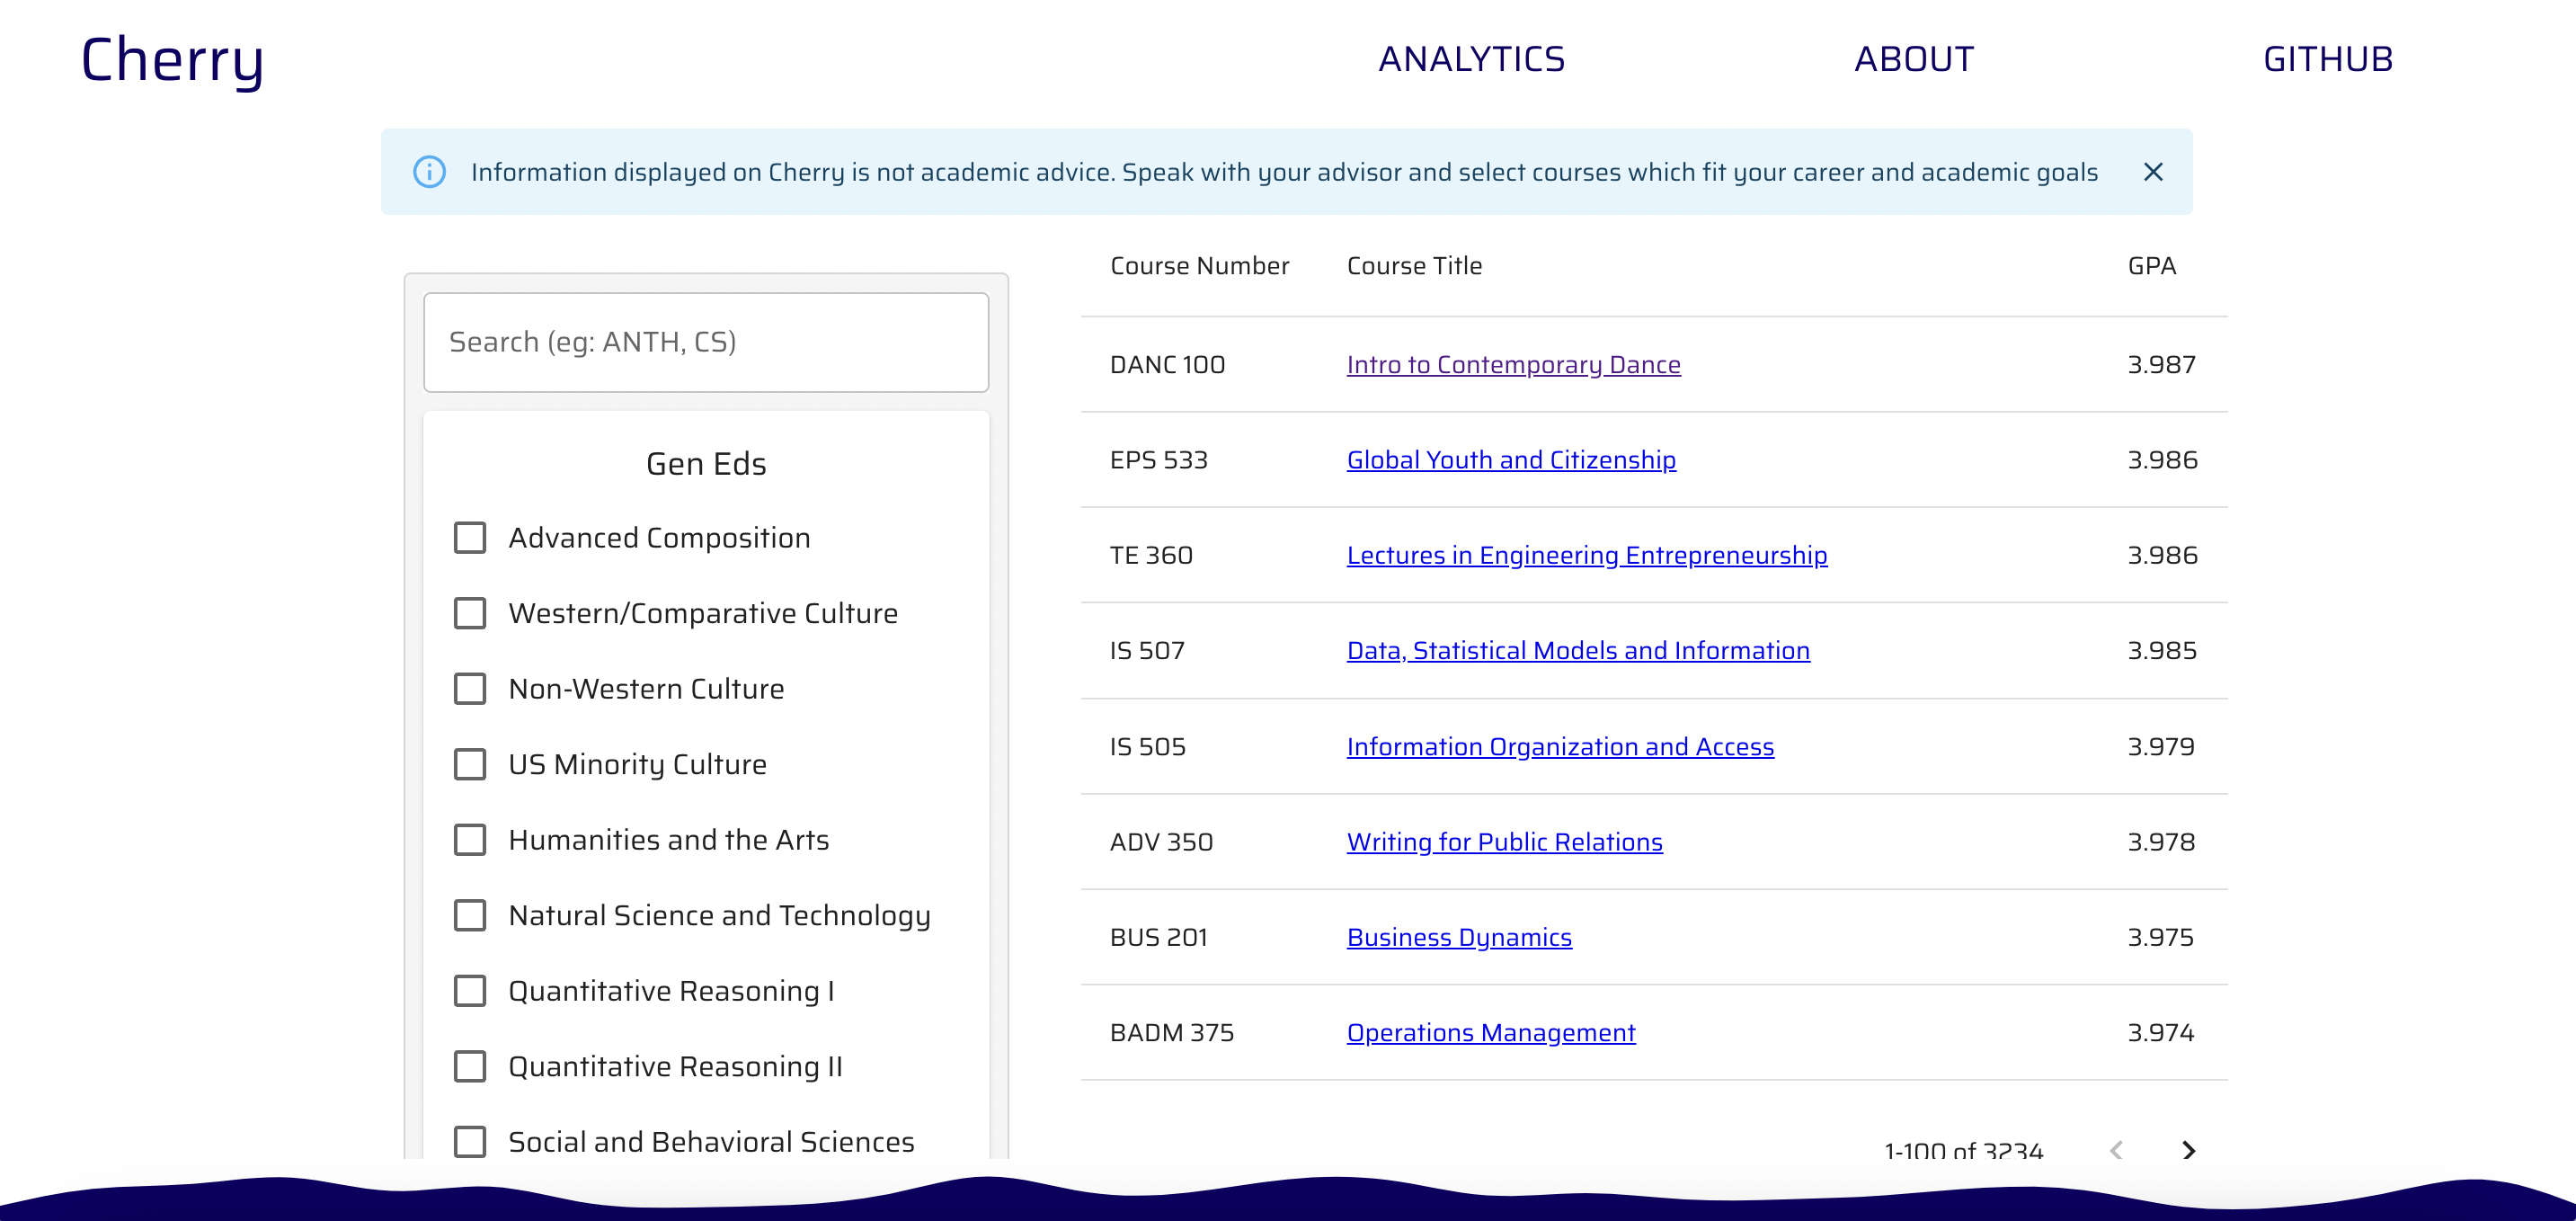 Cherry
ANALYTICS
ABOUT
GITHUB
Information displayed on Cherry is not academic advice. Speak with your advisor and select courses which fit your career and academic goals
Search (eg: ANTH, CS)
Gen Eds
Advanced Composition
Western/Comparative Culture
Non-Western Culture
US Minority Culture
Humanities and the Arts
Natural Science and Technology
Quantitative Reasoning I
Quantitative Reasoning II
Social and Behavioral Sciences
Course Number Course Title GPA
DANC 100 Intro to Contemporary Dance 3.987
EPS 533 Global Youth and Citizenship 3.986
TE 360 Lectures in Engineering Entrepreneurship 3.986
IS 507 Data, Statistical Models and Information 3.985
IS 505 Information Organization and Access 3.979
ADV 350 Writing for Public Relations 3.978
BUS 201 Business Dynamics 3.975
BADM 375 Operations Management 3.974
1-100 of 3234